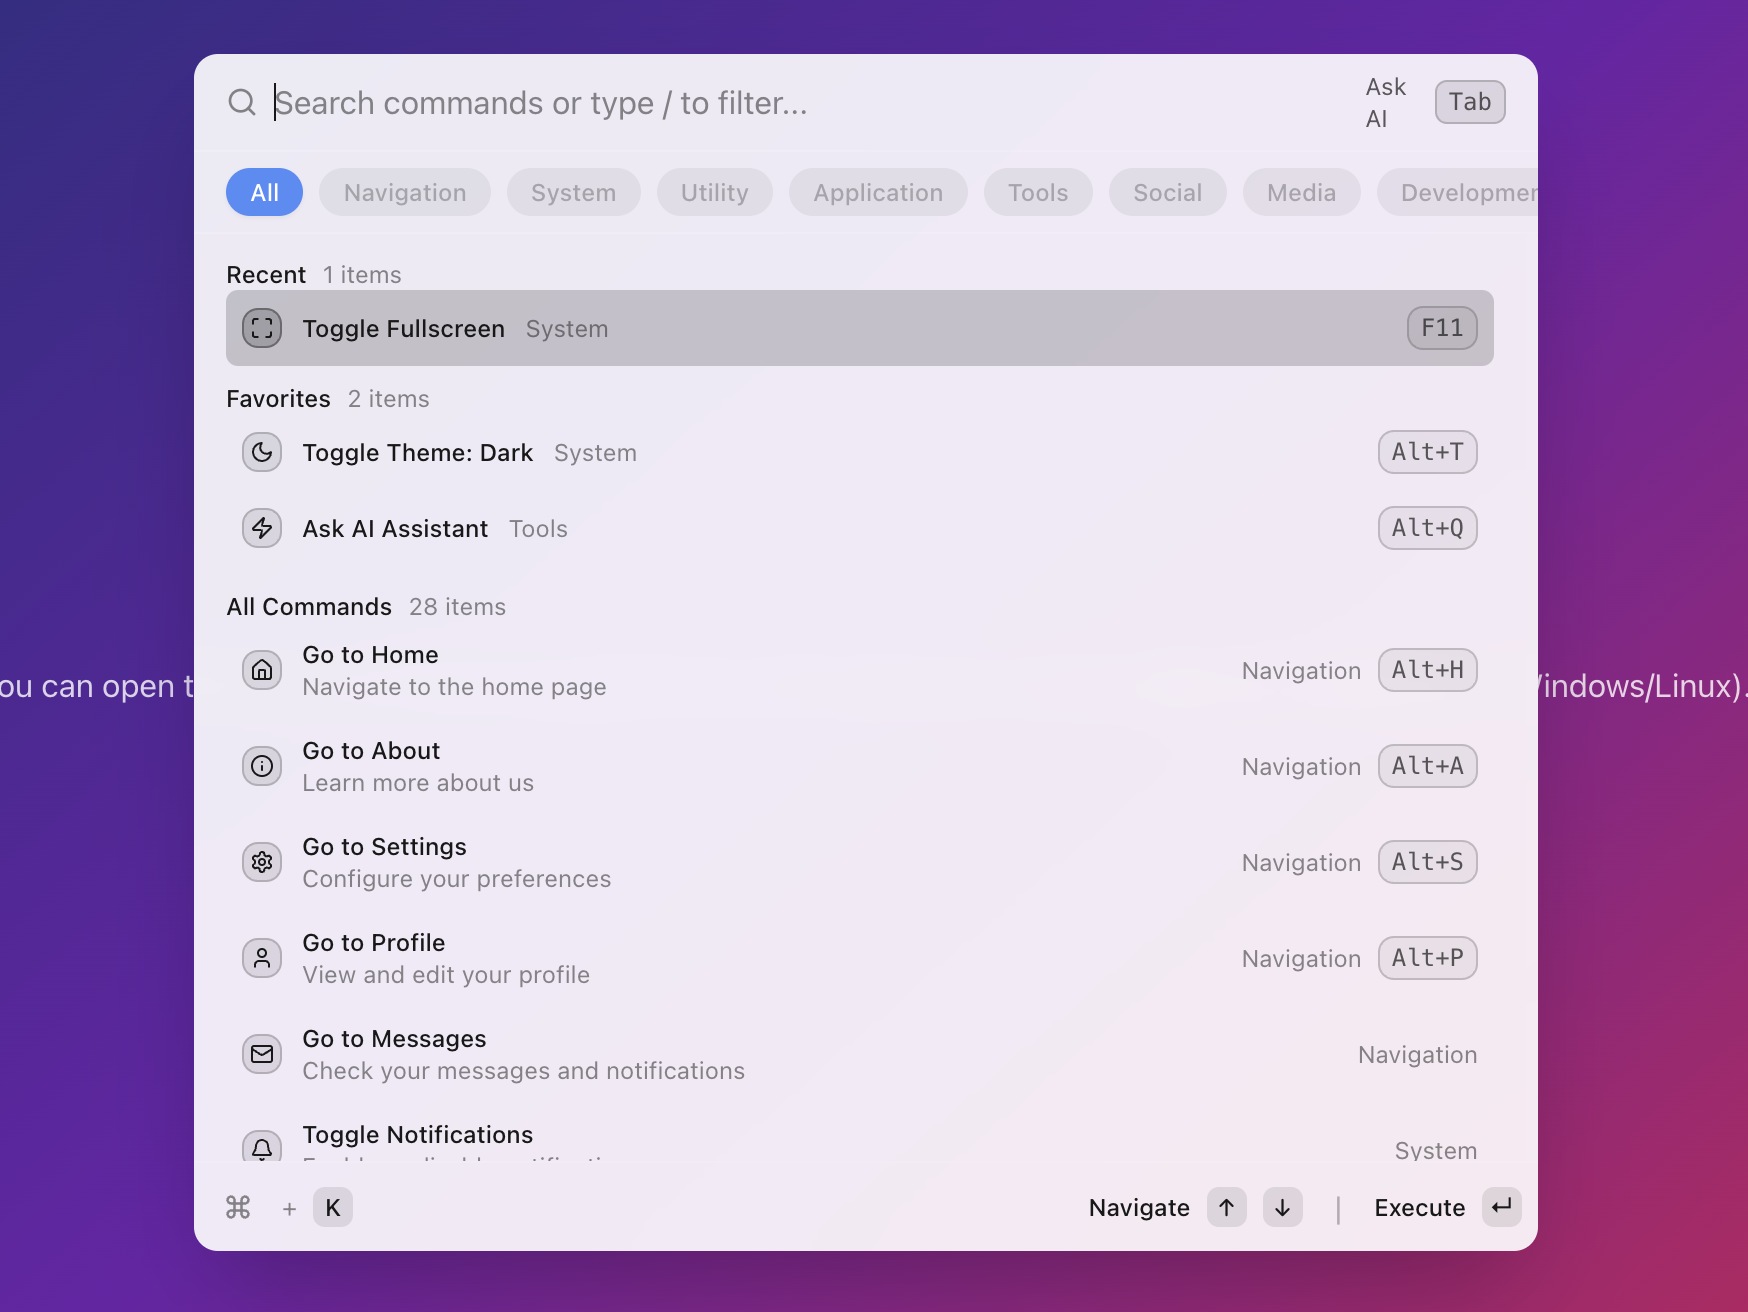 Search commands or type / to filter...
Ask
AI
Tab
All Navigation System Utility Application Tools Social Media Developmen
Recent 1 items
Toggle Fullscreen System F11
Favorites 2 items
Toggle Theme: Dark System Alt+T
Ask AI Assistant Tools Alt+Q
All Commands 28 items
Go to Home
Navigate to the home page
Navigation Alt+H
ou can open t
indows/Linux).
Go to About
Learn more about us
Navigation Alt+A
Go to Settings
Configure your preferences
Navigation Alt+S
Go to Profile
View and edit your profile
Navigation Alt+P
Go to Messages
Check your messages and notifications
Navigation
Toggle Notifications
System
⌘ + K Navigate ↑ ↓ | Execute ↵